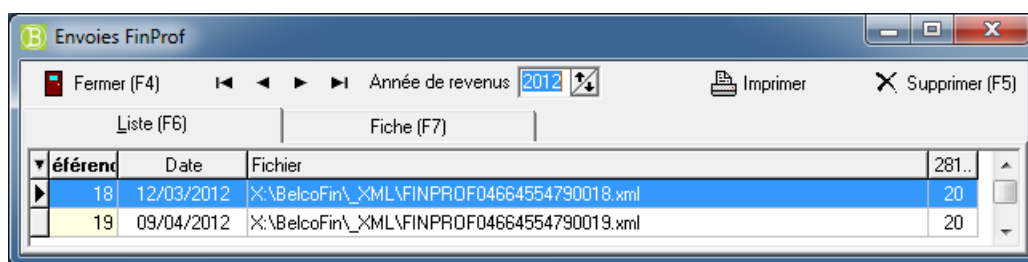 Envoies FinProf
Fermer (F4) Année de revenus 2012 Imprimer Supprimer (F5)
Liste (F6) Fiche (F7)
éférenc Date Fichier 281..
18 12/03/2012 X:\BelcoFin\_XML\FINPROF04664554790018.xml 20
19 09/04/2012 X:\BelcoFin\_XML\FINPROF04664554790019.xml 20